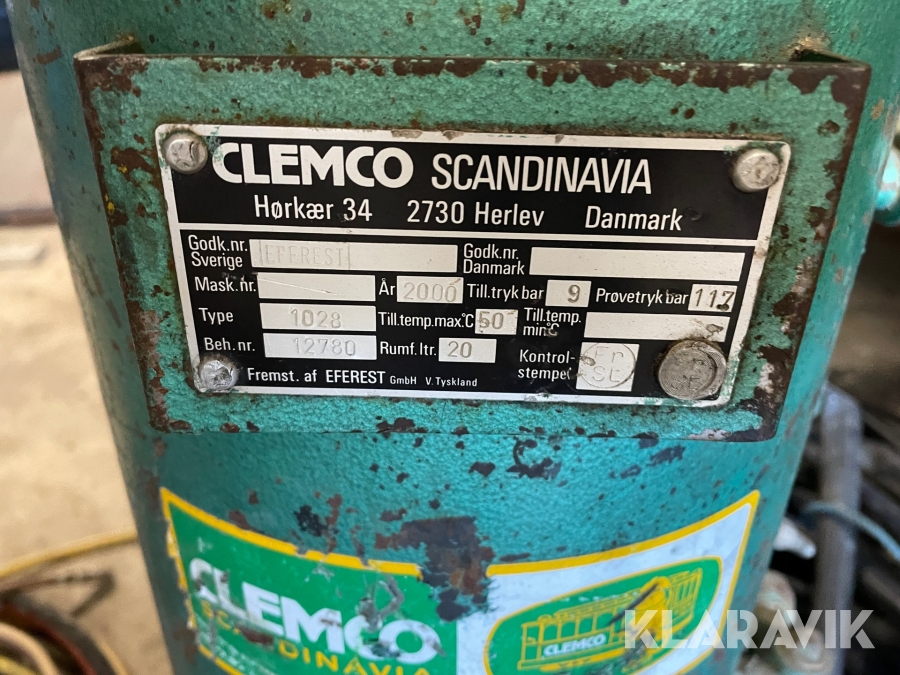 CLEMCO SCANDINAVIA
Hørkær 34 2730 Herlev Danmark
Godk.nr. Sverige EFEREST Godk.nr. Danmark
Mask.nr. År 2000 Till.tryk bar 9 Prøvetryk bar 117
Type 1028 Till.temp.max.°C 50 Till.temp. min.°C
Beh.nr. 12780 Rumf.ltr. 20 Kontrol-stempel
Fremst. af EFEREST GmbH V. Tyskland
CLEMCO
SCANDINAVIA
CLEMCO
KLARAVIK